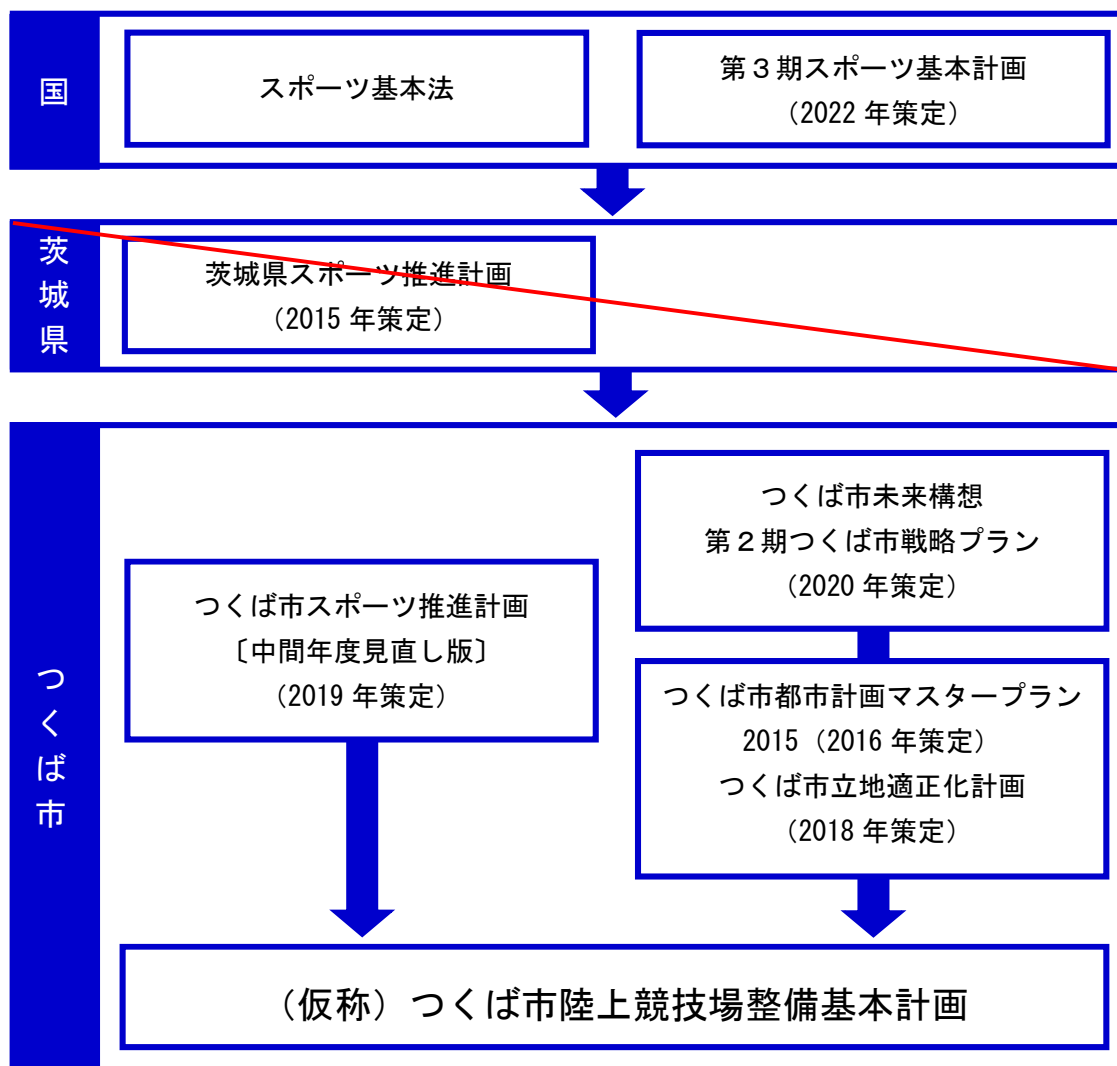 国
スポーツ基本法
第３期スポーツ基本計画
（2022 年策定）
茨城県
茨城県スポーツ推進計画
（2015 年策定）
つくば市
つくば市未来構想
第２期つくば市戦略プラン
（2020 年策定）
つくば市スポーツ推進計画
〔中間年度見直し版〕
（2019 年策定）
つくば市都市計画マスタープラン
2015（2016 年策定）
つくば市立地適正化計画
（2018 年策定）
（仮称）つくば市陸上競技場整備基本計画